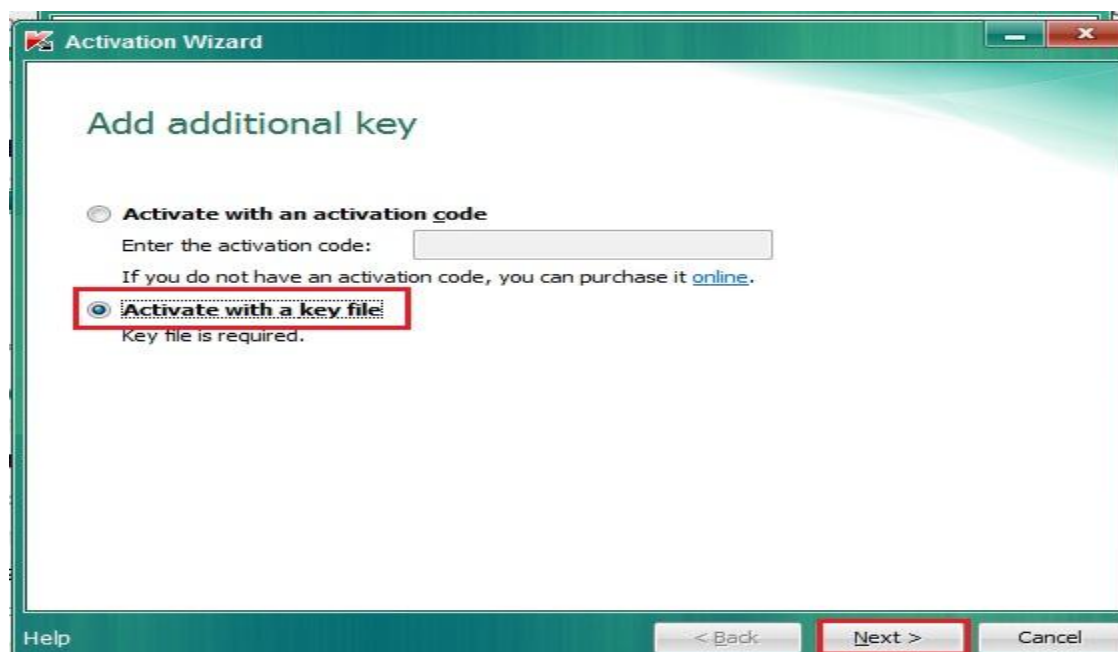 Activation Wizard
Add additional key
Activate with an activation code
Enter the activation code:
If you do not have an activation code, you can purchase it online.
Activate with a key file
Key file is required.
Help < Back Next > Cancel